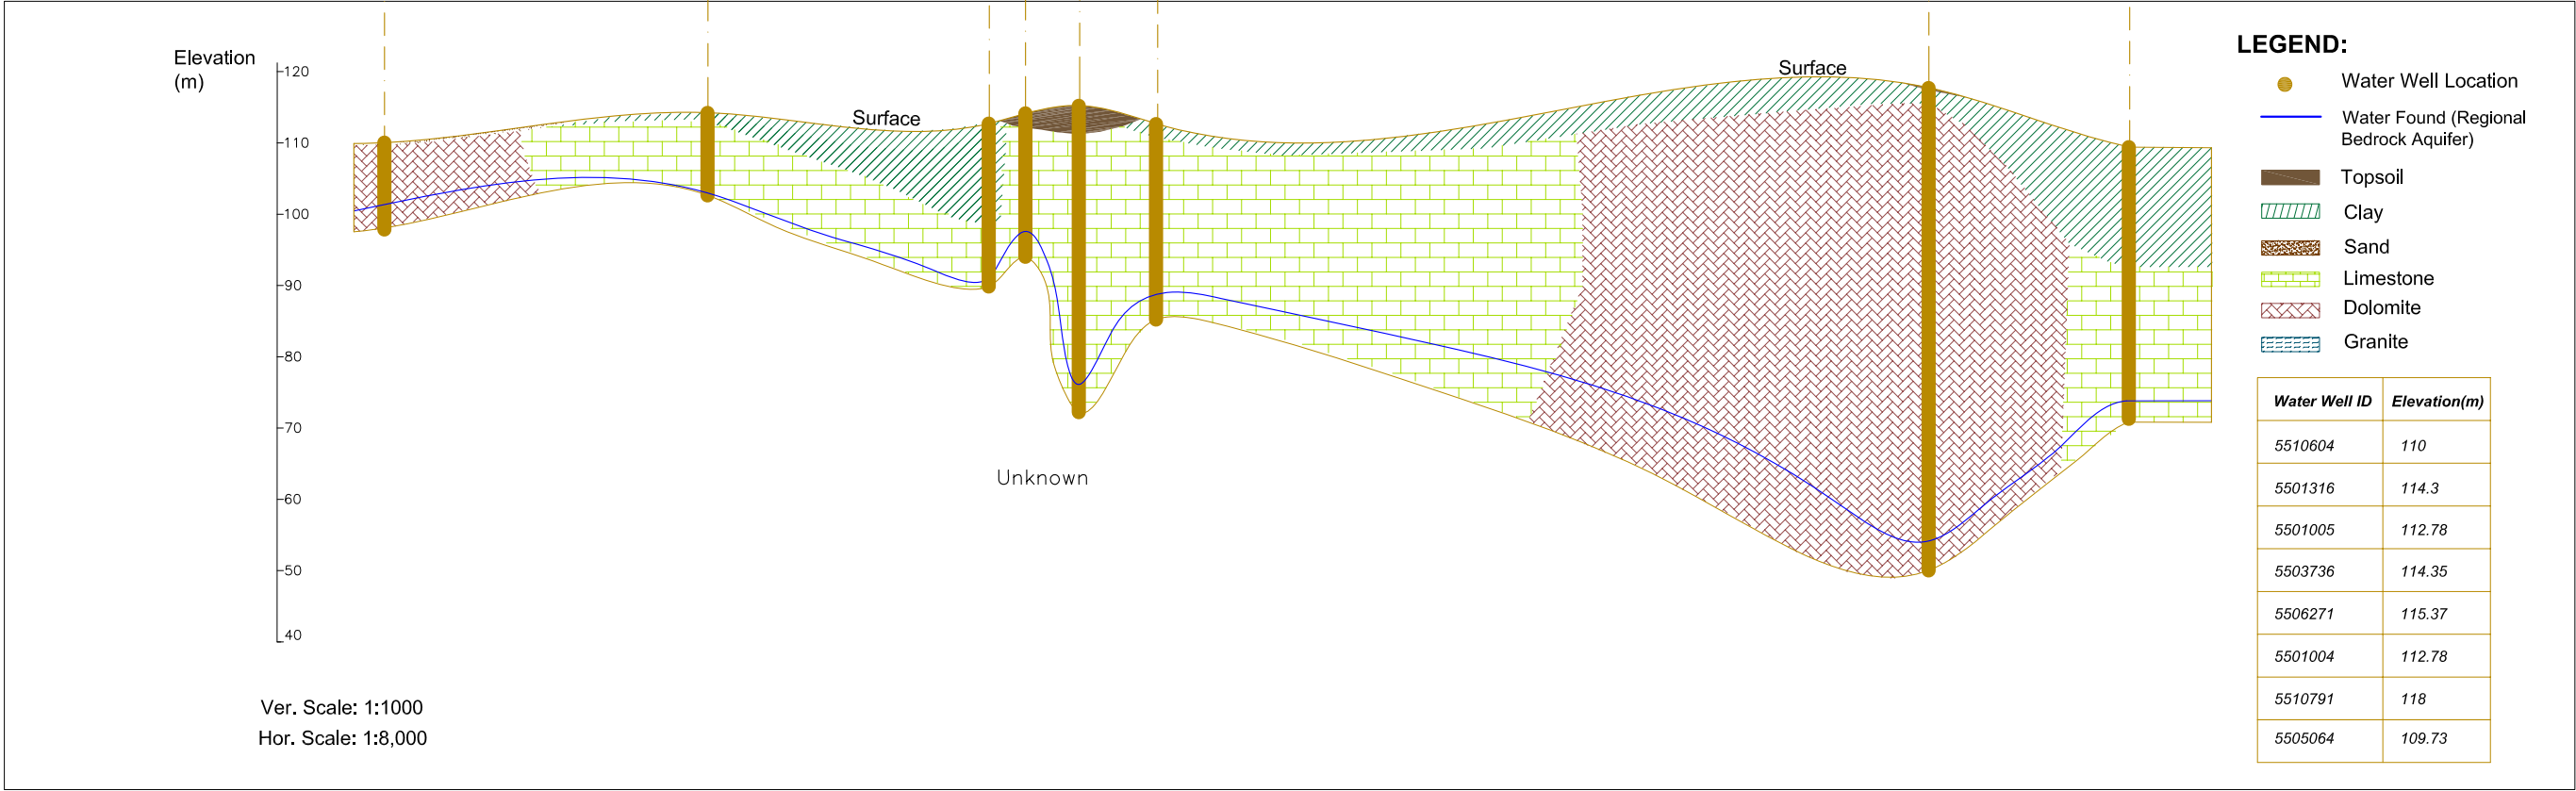 Elevation
(m)
120
110
100
90
80
70
60
50
40
Surface
Surface
Unknown
Ver. Scale: 1:1000
Hor. Scale: 1:8,000
LEGEND:
Water Well Location
Water Found (Regional
Bedrock Aquifer)
Topsoil
Clay
Sand
Limestone
Dolomite
Granite
Water Well ID Elevation(m)
5510604 110
5501316 114.3
5501005 112.78
5503736 114.35
5506271 115.37
5501004 112.78
5510791 118
5505064 109.73